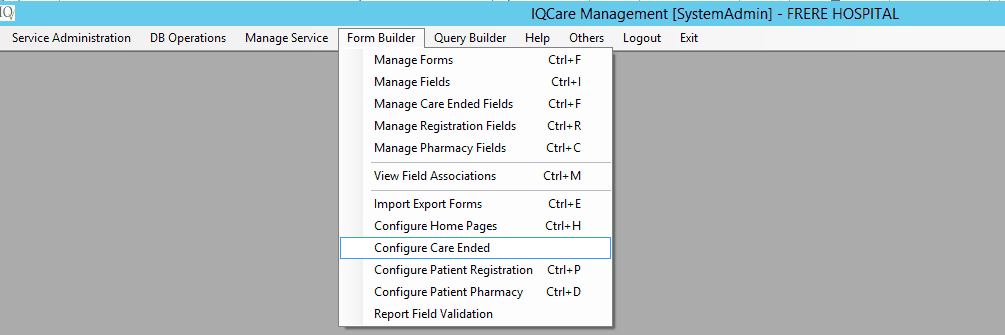 IQ
IQCare Management [SystemAdmin] - FRERE HOSPITAL
Service Administration DB Operations Manage Service Form Builder Query Builder Help Others Logout Exit
Manage Forms Ctrl+F
Manage Fields Ctrl+I
Manage Care Ended Fields Ctrl+F
Manage Registration Fields Ctrl+R
Manage Pharmacy Fields Ctrl+C
View Field Associations Ctrl+M
Import Export Forms Ctrl+E
Configure Home Pages Ctrl+H
Configure Care Ended
Configure Patient Registration Ctrl+P
Configure Patient Pharmacy Ctrl+D
Report Field Validation